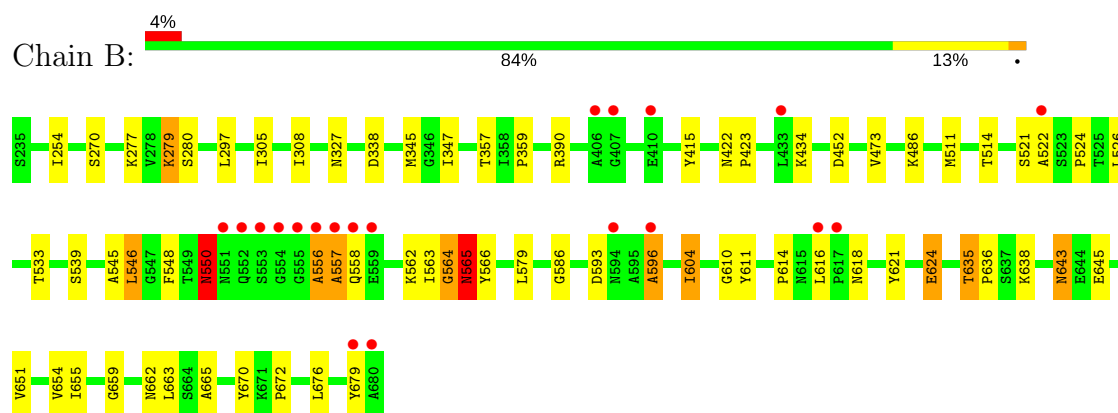 4%
Chain B:
84% 13% •
S235 I254 S270 K277 V278 K279 S280 L297 I305 I308 N327 D338 M345 G346 I347 T357 I358 P359 R390 A406 G407 E410 Y415 N422 P423 L433 K434 D452 V473 K486 M511 T514 S521 A522 S523 P524 T525 L526
T533 S539 A545 L546 G547 F548 T549 N550 N551 Q552 S553 G554 G555 A556 A557 Q558 E559 K562 I563 G564 N565 Y566 L579 G586 D593 N594 A595 A596 I604 G610 Y611 P614 N615 L616 P617 N618 Y621 E624 T635 P636 S637 K638 N643 E644 E645
V651 V654 I655 G659 N662 L663 S664 A665 Y670 K671 P672 L676 Y679 A680